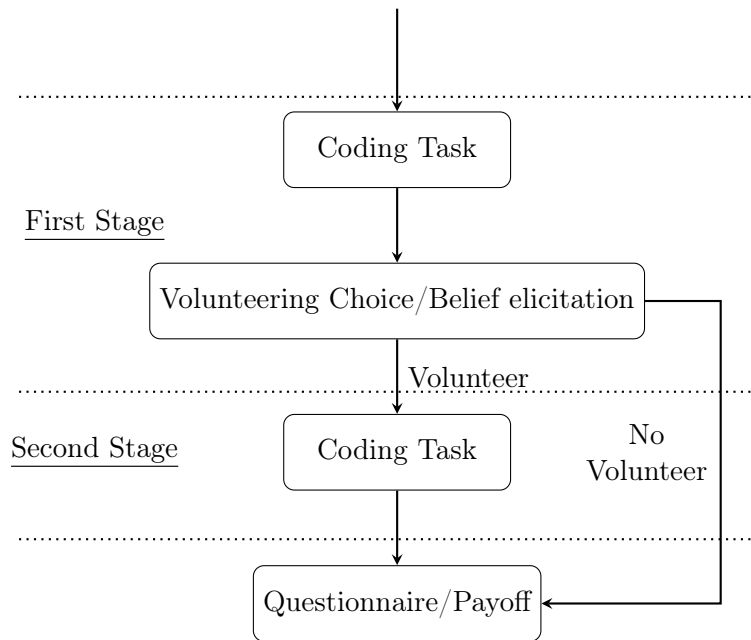 Coding Task
First Stage
Volunteering Choice/Belief elicitation
Volunteer
Second Stage
Coding Task
No
Volunteer
Questionnaire/Payoff